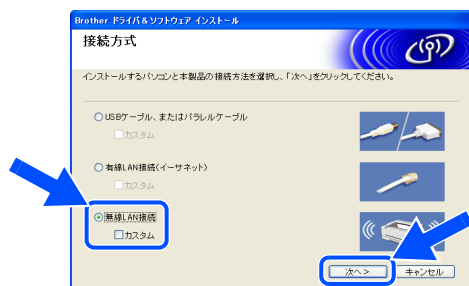 Brother ドライバ&ソフトウェア インストール
接続方式
インストールするパソコンと本製品の接続方法を選択し、「次へ」をクリックしてください。
USBケーブル、またはパラレルケーブル
カスタム
有線LAN接続(イーサネット)
カスタム
無線LAN接続
カスタム
次へ > キャンセル